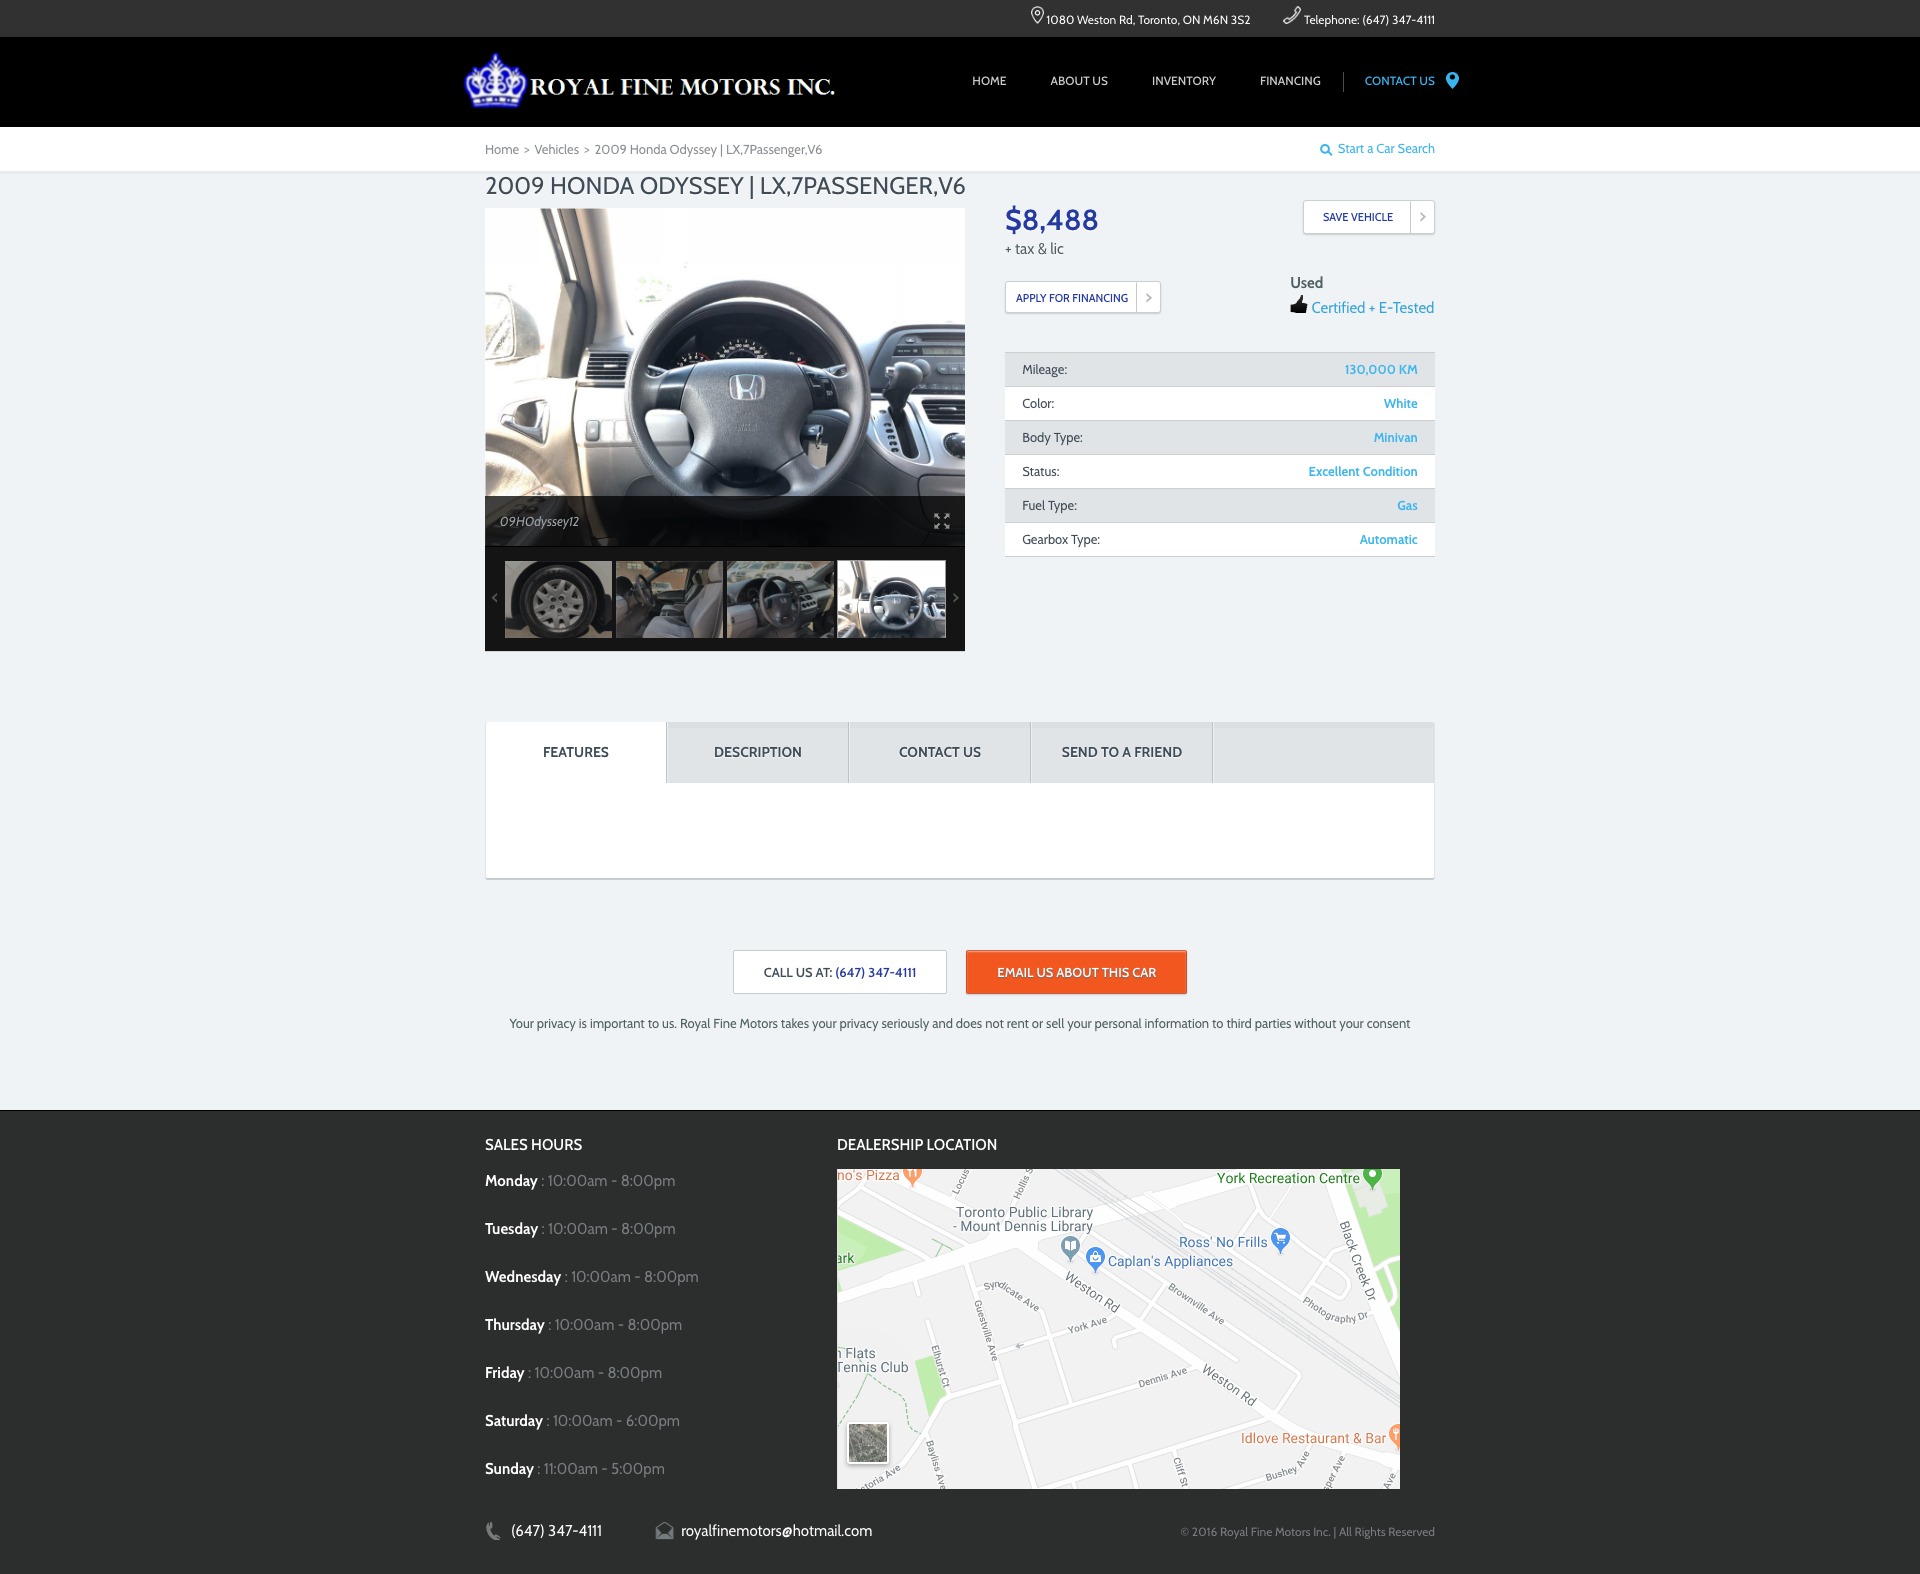 1080 Weston Rd, Toronto, ON M6N 3S2
Telephone: (647) 347-4111
ROYAL FINE MOTORS INC.
HOME
ABOUT US
INVENTORY
FINANCING
CONTACT US
Home > Vehicles > 2009 Honda Odyssey | LX,7Passenger,V6
Start a Car Search
2009 HONDA ODYSSEY | LX,7PASSENGER,V6
$8,488
+ tax & lic
SAVE VEHICLE
APPLY FOR FINANCING
Used
Certified + E-Tested
Mileage: 130,000 KM
Color: White
Body Type: Minivan
Status: Excellent Condition
Fuel Type: Gas
Gearbox Type: Automatic
09HOdyssey12
FEATURES
DESCRIPTION
CONTACT US
SEND TO A FRIEND
CALL US AT: (647) 347-4111
EMAIL US ABOUT THIS CAR
Your privacy is important to us. Royal Fine Motors takes your privacy seriously and does not rent or sell your personal information to third parties without your consent
SALES HOURS
Monday : 10:00am - 8:00pm
Tuesday : 10:00am - 8:00pm
Wednesday : 10:00am - 8:00pm
Thursday : 10:00am - 8:00pm
Friday : 10:00am - 8:00pm
Saturday : 10:00am - 6:00pm
Sunday : 11:00am - 5:00pm
DEALERSHIP LOCATION
no's Pizza
Locus
Hollis S
York Recreation Centre
Toronto Public Library
- Mount Dennis Library
Ross' No Frills
Caplan's Appliances
Black Creek Dr
ark
Weston Rd
Syndicate Ave
Brownville Ave
Photography Dr
Guestville Ave
York Ave
Flats
Tennis Club
Elhurst Ct
Dennis Ave
Weston Rd
Idlove Restaurant & Bar
Bayliss Ave
storia Ave
Cliff St
Bushey Ave
sper Ave
Ave
(647) 347-4111
royalfinemotors@hotmail.com
© 2016 Royal Fine Motors Inc. | All Rights Reserved